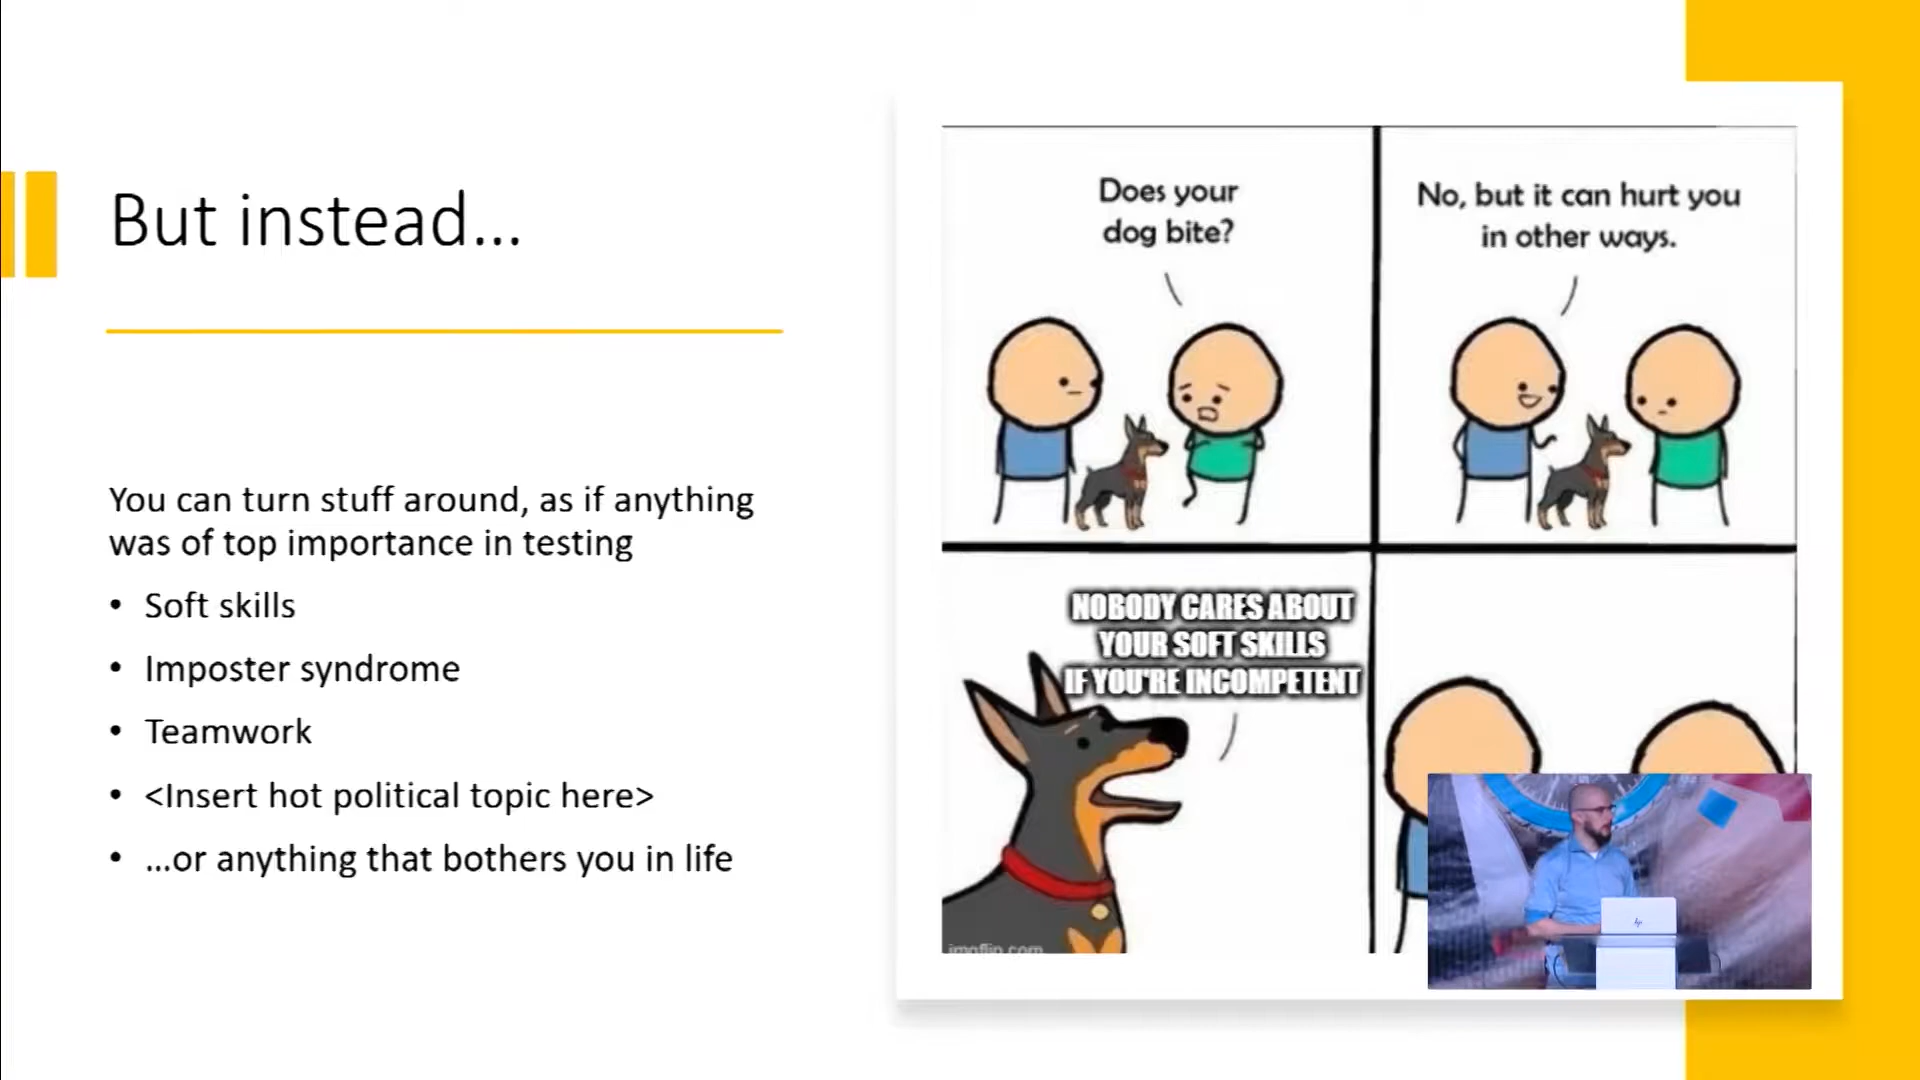 But instead...
You can turn stuff around, as if anything
was of top importance in testing
• Soft skills
• Imposter syndrome
• Teamwork
• <Insert hot political topic here>
• ...or anything that bothers you in life
Does your
dog bite?
No, but it can hurt you
in other ways.
NOBODY CARES ABOUT
YOUR SOFT SKILLS
IF YOU'RE INCOMPETENT
imgflip.com
hp